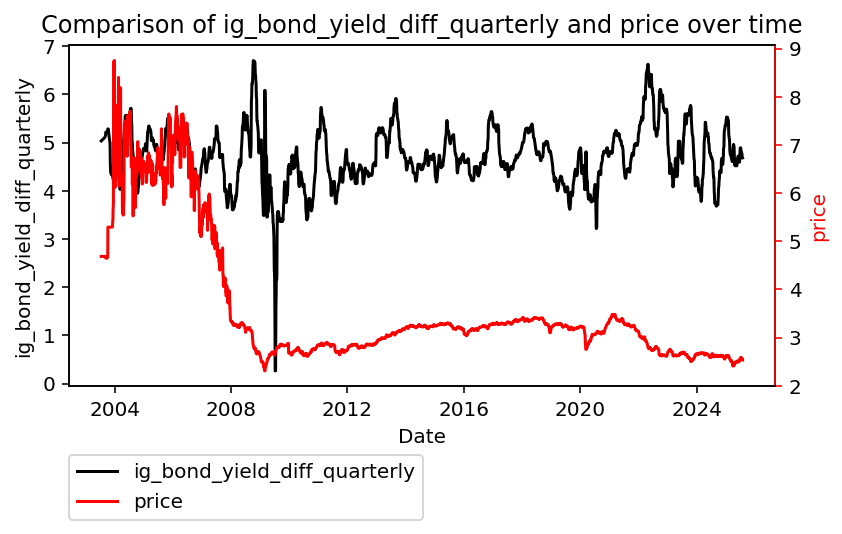 Comparison of ig_bond_yield_diff_quarterly and price over time
7
6
5
4
3
2
1
0
ig_bond_yield_diff_quarterly
9
8
7
6
5
4
3
2
price
2004 2008 2012 2016 2020 2024
Date
ig_bond_yield_diff_quarterly
price